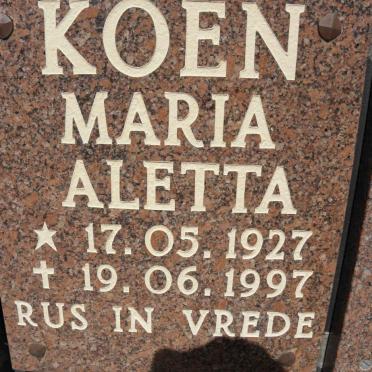 KOEN
MARIA
ALETTA
★ 17. 05. 1927
✝ 19. 06. 1997
RUS IN VREDE